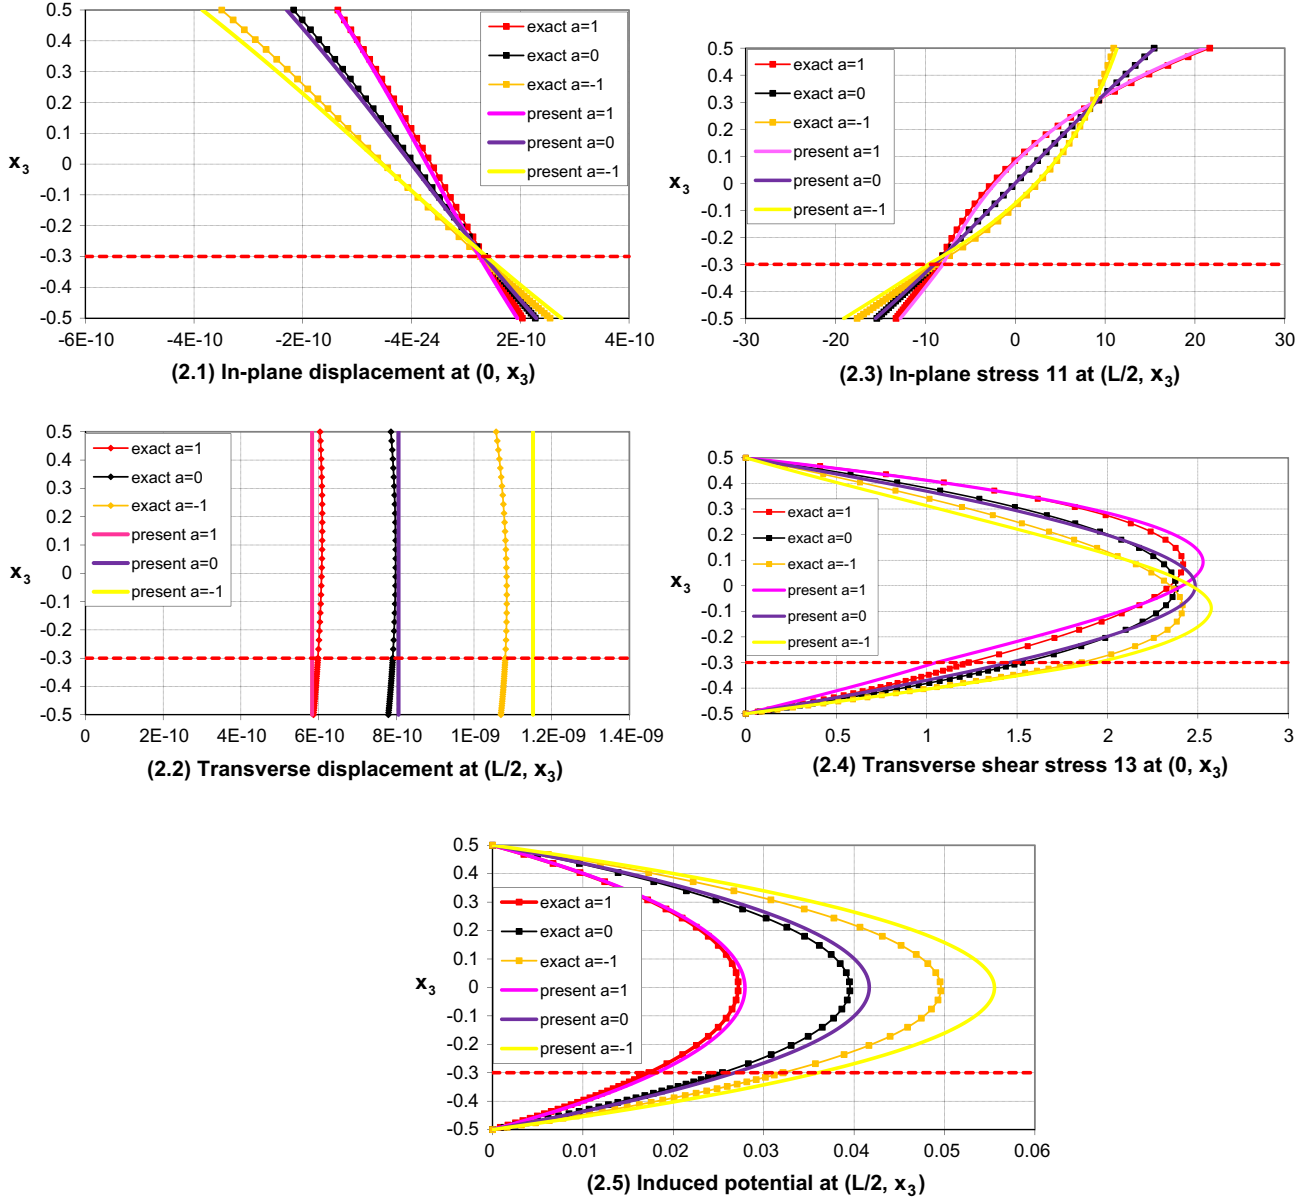 0.5
0.4
0.3
0.2
0.1
0
-0.1
-0.2
-0.3
-0.4
-0.5
x3
-6E-10
-2E-10
-4E-24
2E-10
4E-10
exact a=1
exact a=0
exact a=-1
present a=1
present a=0
present a=-1
(2.1) In-plane displacement at (0, x3)
0.5
0.4
0.3
0.2
0.1
0
-0.1
-0.2
-0.3
-0.4
-0.5
x3
-30
-20
-10
0
10
20
30
exact a=1
exact a=0
exact a=-1
present a=1
present a=0
present a=-1
(2.3) In-plane stress 11 at (L/2, x3)
0.5
0.4
0.3
0.2
0.1
0
-0.1
-0.2
-0.3
-0.4
-0.5
x3
0
2E-10
4E-10
6E-10
8E-10
1E-09
1.2E-09
1.4E-09
exact a=1
exact a=0
exact a=-1
present a=1
present a=0
present a=-1
(2.2) Transverse displacement at (L/2, x3)
0.5
0.4
0.3
0.2
0.1
0
-0.1
-0.2
-0.3
-0.4
-0.5
x3
0
0.5
1
1.5
2
2.5
3
exact a=1
exact a=0
exact a=-1
present a=1
present a=0
present a=-1
(2.4) Transverse shear stress 13 at (0, x3)
0.5
0.4
0.3
0.2
0.1
0
-0.1
-0.2
-0.3
-0.4
-0.5
x3
0
0.01
0.02
0.03
0.04
0.05
0.06
exact a=1
exact a=0
exact a=-1
present a=1
present a=0
present a=-1
(2.5) Induced potential at (L/2, x3)